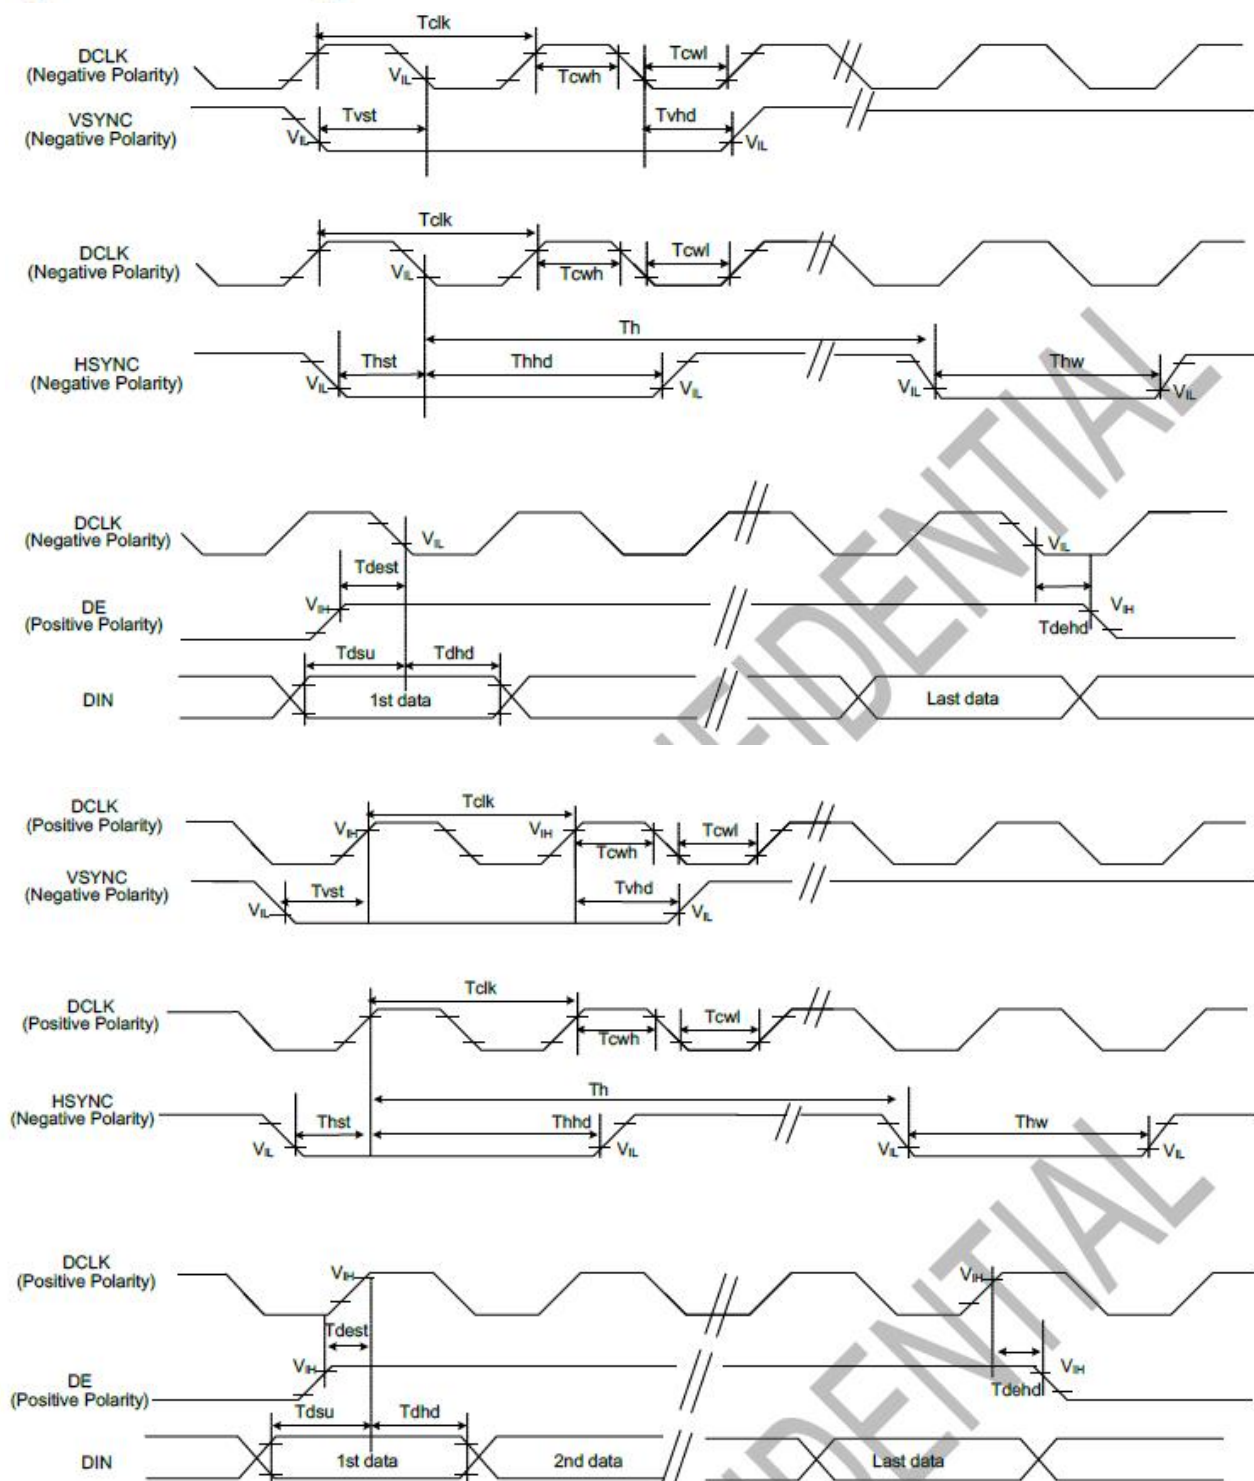 Tclk
DCLK
(Negative Polarity)
VIL
Tcwh
Tcwl
VSYNC
(Negative Polarity)
VIL
Tvst
Tvhd
VIL
Tclk
DCLK
(Negative Polarity)
VIL
Tcwh
Tcwl
Th
HSYNC
(Negative Polarity)
VIL
Thst
Thhd
VIL
VIL
Thw
VIL
DCLK
(Negative Polarity)
VIL
VIL
Tdest
DE
(Positive Polarity)
VIH
VIH
Tdehd
Tdsu
Tdhd
DIN
1st data
Last data
DCLK
(Positive Polarity)
VIH
Tclk
VIH
Tcwh
Tcwl
VSYNC
(Negative Polarity)
VIL
Tvst
Tvhd
VIL
DCLK
(Positive Polarity)
Tclk
Tcwh
Tcwl
Th
HSYNC
(Negative Polarity)
VIL
Thst
Thhd
VIL
VIL
Thw
VIL
DCLK
(Positive Polarity)
VIH
VIH
Tdest
DE
(Positive Polarity)
VIH
VIH
Tdehd
Tdsu
Tdhd
DIN
1st data
2nd data
Last data